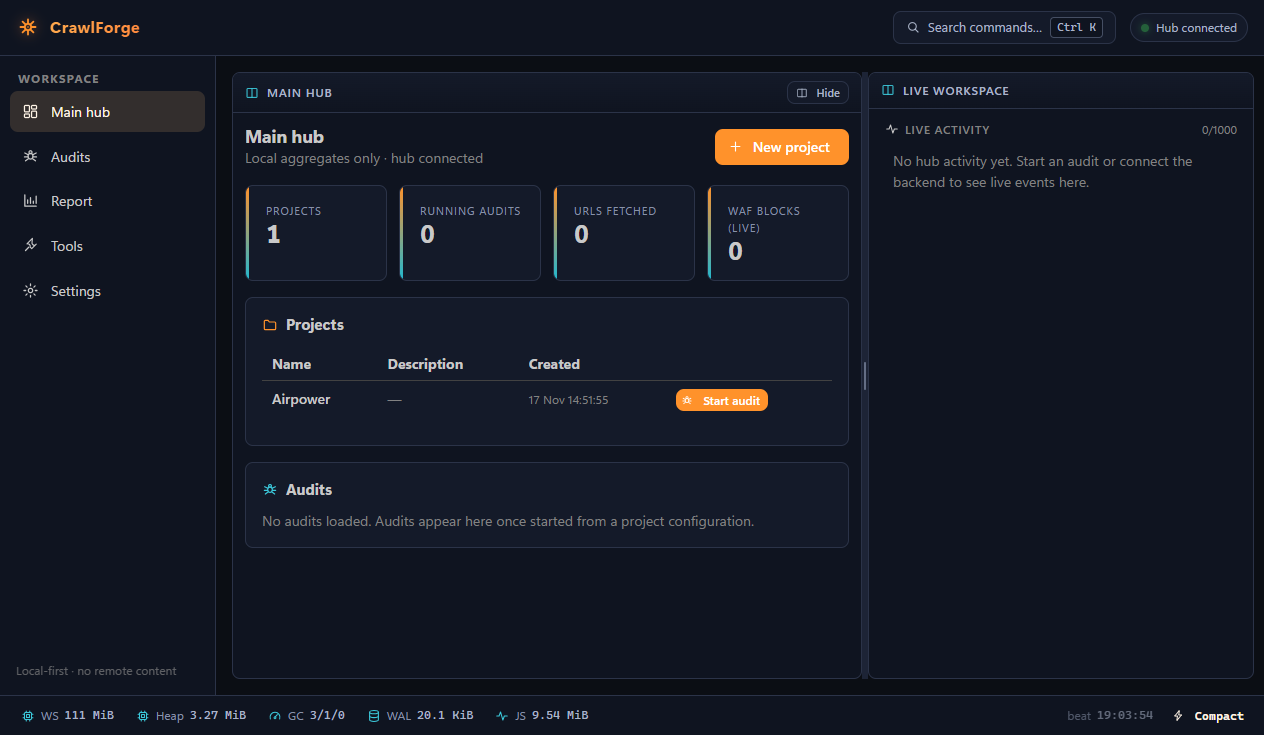 CrawlForge
Search commands... Ctrl K
Hub connected
WORKSPACE
Main hub
Audits
Report
Tools
Settings
Local-first · no remote content
MAIN HUB
Hide
Main hub
Local aggregates only · hub connected
+ New project
PROJECTS
1
RUNNING AUDITS
0
URLS FETCHED
0
WAF BLOCKS
(LIVE)
0
Projects
Name Description Created
Airpower — 17 Nov 14:51:55 Start audit
Audits
No audits loaded. Audits appear here once started from a project configuration.
LIVE WORKSPACE
LIVE ACTIVITY 0/1000
No hub activity yet. Start an audit or connect the
backend to see live events here.
WS 111 MiB Heap 3.27 MiB GC 3/1/0 WAL 20.1 KiB JS 9.54 MiB beat 19:03:54 Compact